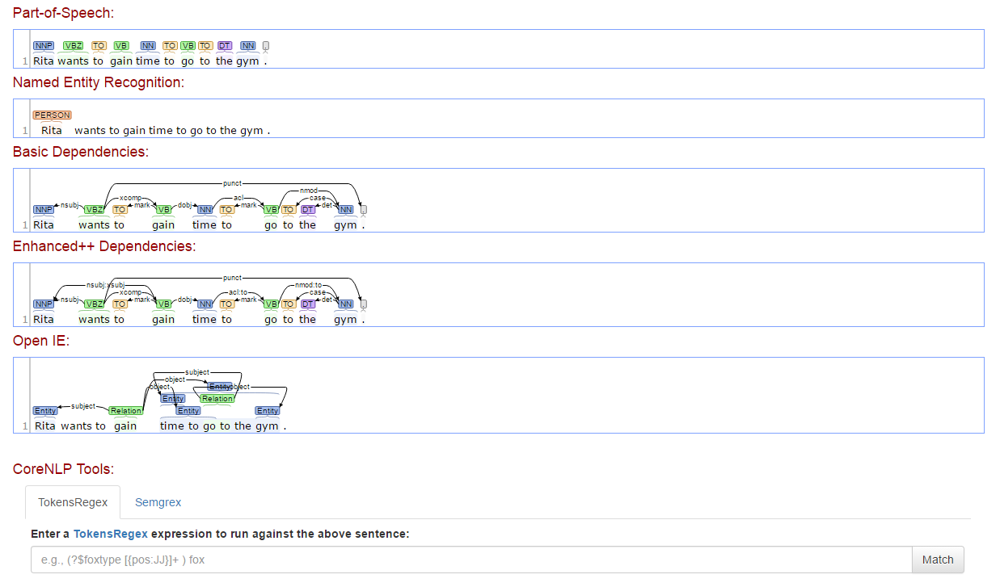 Part-of-Speech:
NNP VBZ TO VB NN TO VB TO DT NN .
1 Rita wants to gain time to go to the gym .
Named Entity Recognition:
PERSON
1 Rita wants to gain time to go to the gym .
Basic Dependencies:
punct
nmod
xcomp acl case
nsubj mark dobj mark det
NNP VBZ TO VB NN TO VB TO DT NN .
1 Rita wants to gain time to go to the gym .
Enhanced++ Dependencies:
punct
nsubj:xsubj nmod:to
xcomp acl:to case
nsubj mark dobj mark det
NNP VBZ TO VB NN TO VB TO DT NN .
1 Rita wants to gain time to go to the gym .
Open IE:
subject
object
object Entity object
Entity Relation
subject
Entity Relation Entity Entity
1 Rita wants to gain time to go to the gym .
CoreNLP Tools:
TokensRegex Semgrex
Enter a TokensRegex expression to run against the above sentence:
e.g., (?$foxtype [{pos:JJ}]+ ) fox Match